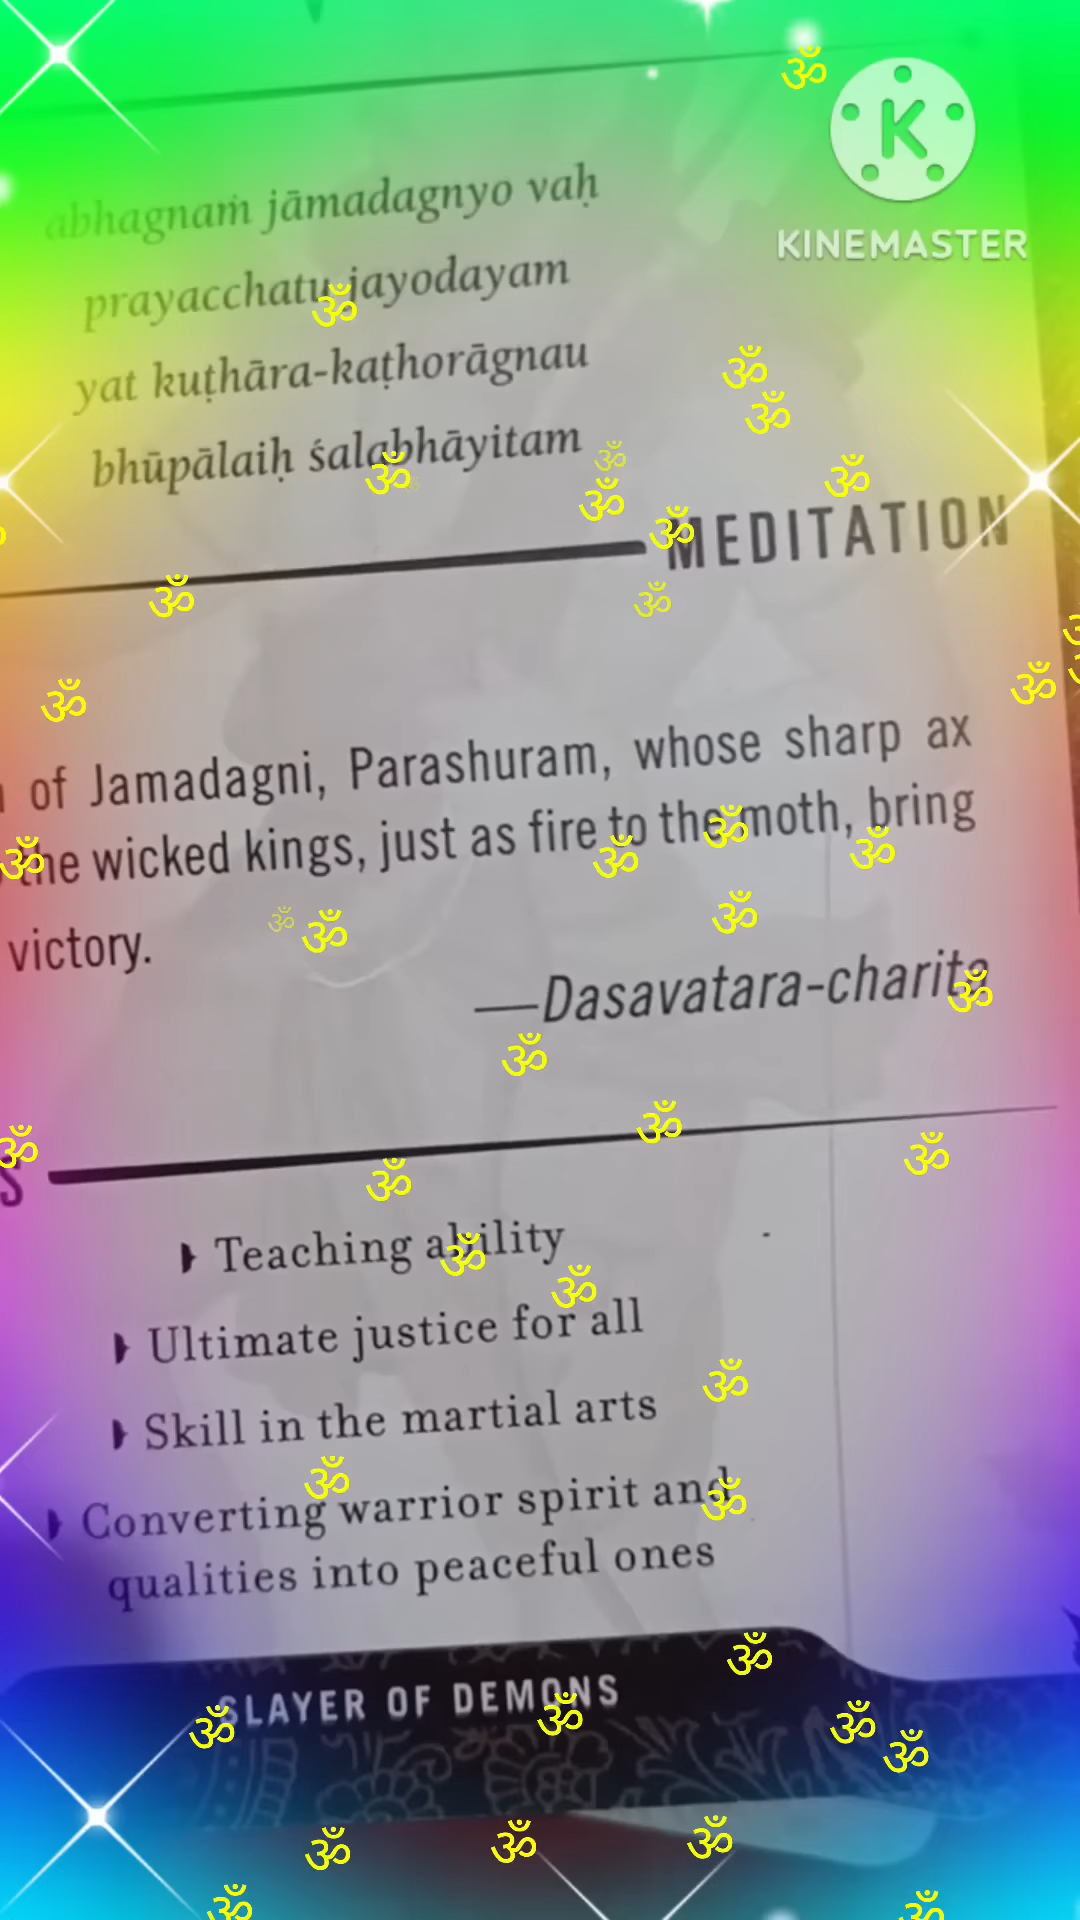 KINEMASTER
abhagnaṁ jāmadagnyo vaḥ
prayacchatu jayodayam
yat kuṭhāra-kaṭhorāgnau
bhūpālaiḥ śalabhāyitam
MEDITATION
of Jamadagni, Parashuram, whose sharp ax
the wicked kings, just as fire to the moth, bring
victory.
—Dasavatara-charita
Teaching ability
Ultimate justice for all
Skill in the martial arts
Converting warrior spirit and
qualities into peaceful ones
SLAYER OF DEMONS